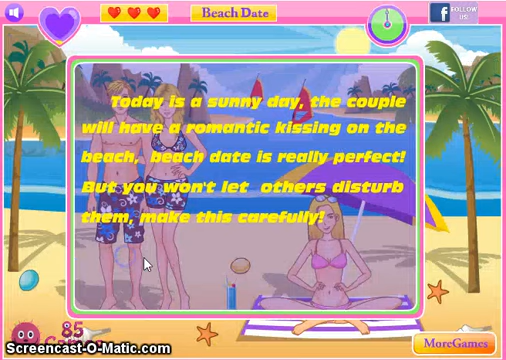 Beach Date
FOLLOW
US:
Today is a sunny day, the couple
will have a romantic kissing on the
beach, beach date is really perfect!
But you won't let others disturb
them, make this carefully!
85
MoreGames
Screencast-O-Matic.com